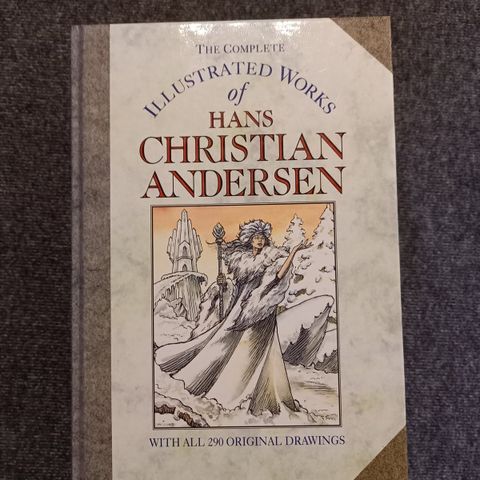 THE COMPLETE
ILLUSTRATED WORKS
of
HANS
CHRISTIAN
ANDERSEN
WITH ALL 290 ORIGINAL DRAWINGS